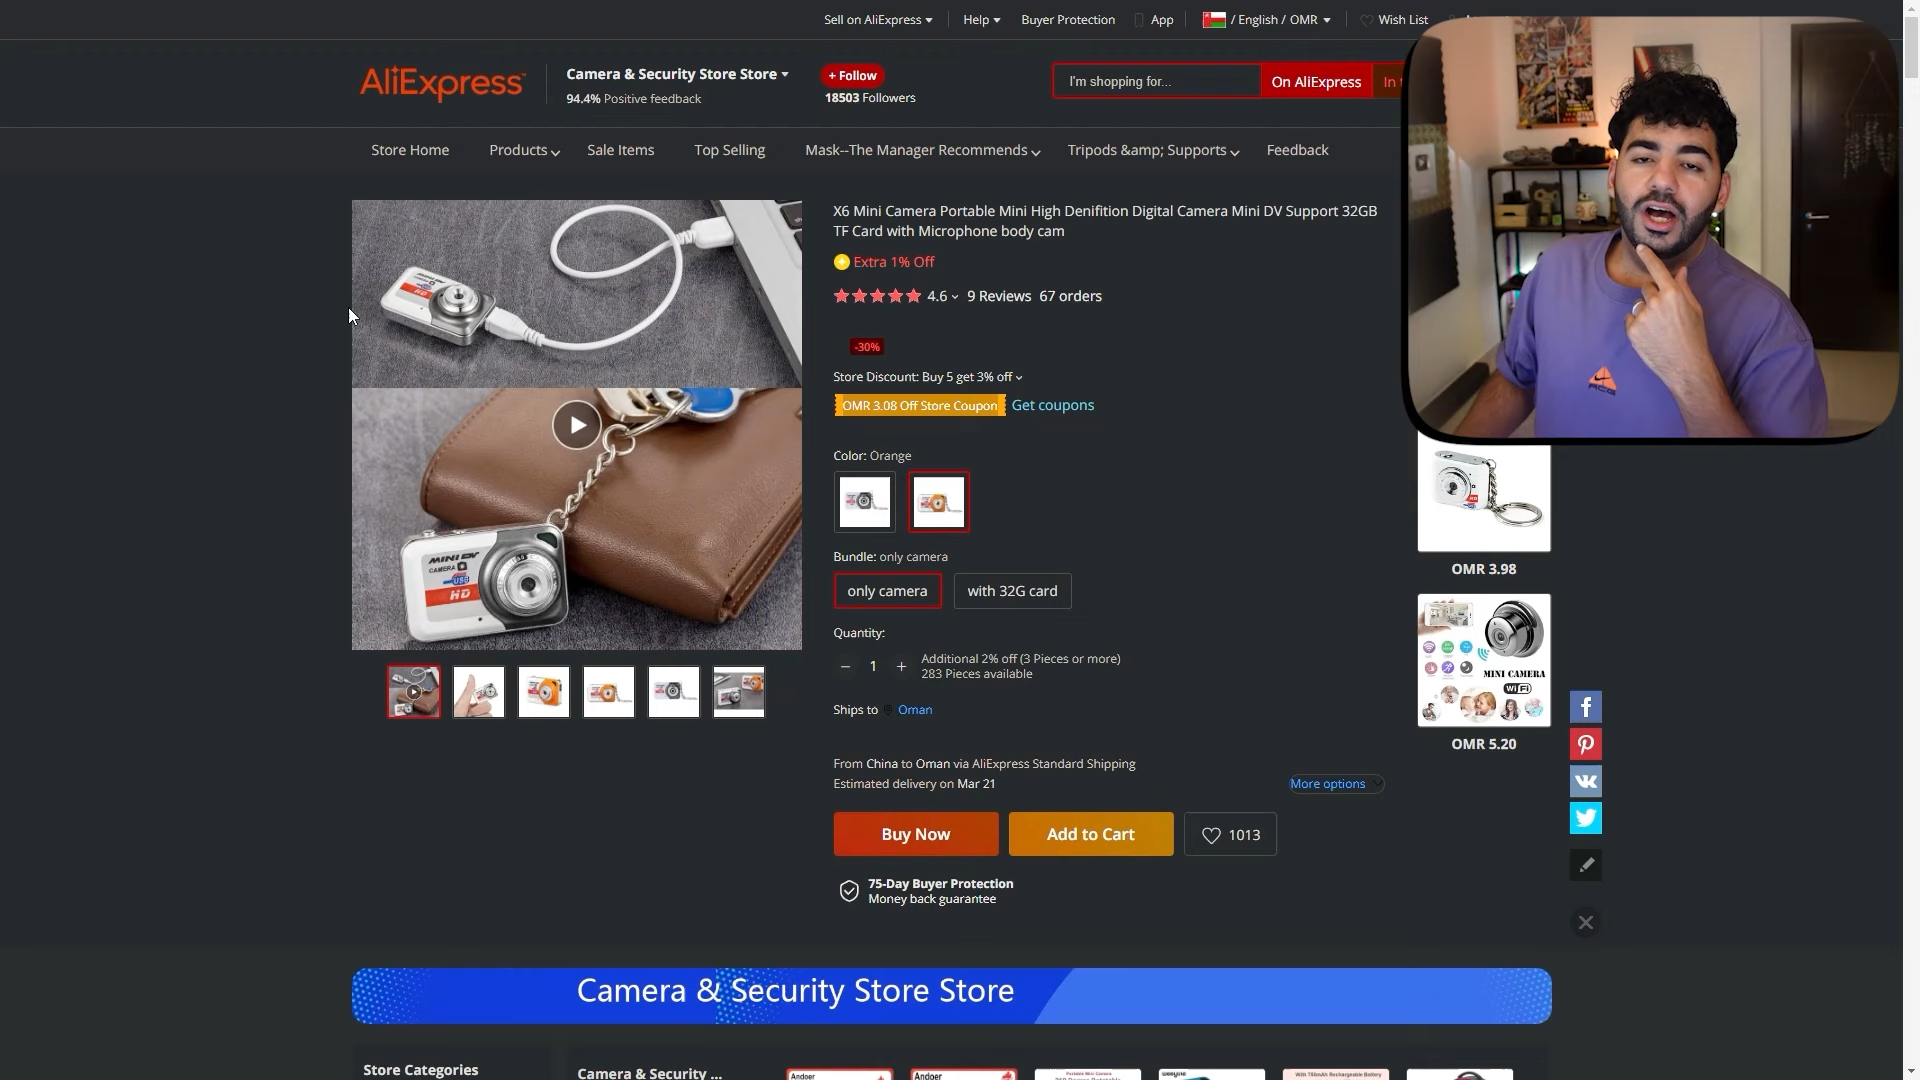 Sell on AliExpress
Help
Buyer Protection
App
/ English / OMR
Wish List
AliExpress
Camera & Security Store Store
94.4% Positive feedback
+ Follow
18503 Followers
I'm shopping for...
On AliExpress
In
Store Home
Products
Sale Items
Top Selling
Mask--The Manager Recommends
Tripods &amp; Supports
Feedback
X6 Mini Camera Portable Mini High Denifition Digital Camera Mini DV Support 32GB
TF Card with Microphone body cam
Extra 1% Off
4.6 9 Reviews 67 orders
-30%
Store Discount: Buy 5 get 3% off
OMR 3.08 Off Store Coupon Get coupons
Color: Orange
Bundle: only camera
only camera
with 32G card
Quantity:
1
Additional 2% off (3 Pieces or more)
283 Pieces available
Ships to Oman
From China to Oman via AliExpress Standard Shipping
Estimated delivery on Mar 21
More options
Buy Now
Add to Cart
1013
75-Day Buyer Protection
Money back guarantee
MINI DV
CAMERA
USB
HD
OMR 3.98
MINI CAMERA
WiFi
OMR 5.20
Camera & Security Store Store
Store Categories
Camera & Security ...
Andoer
Andoer